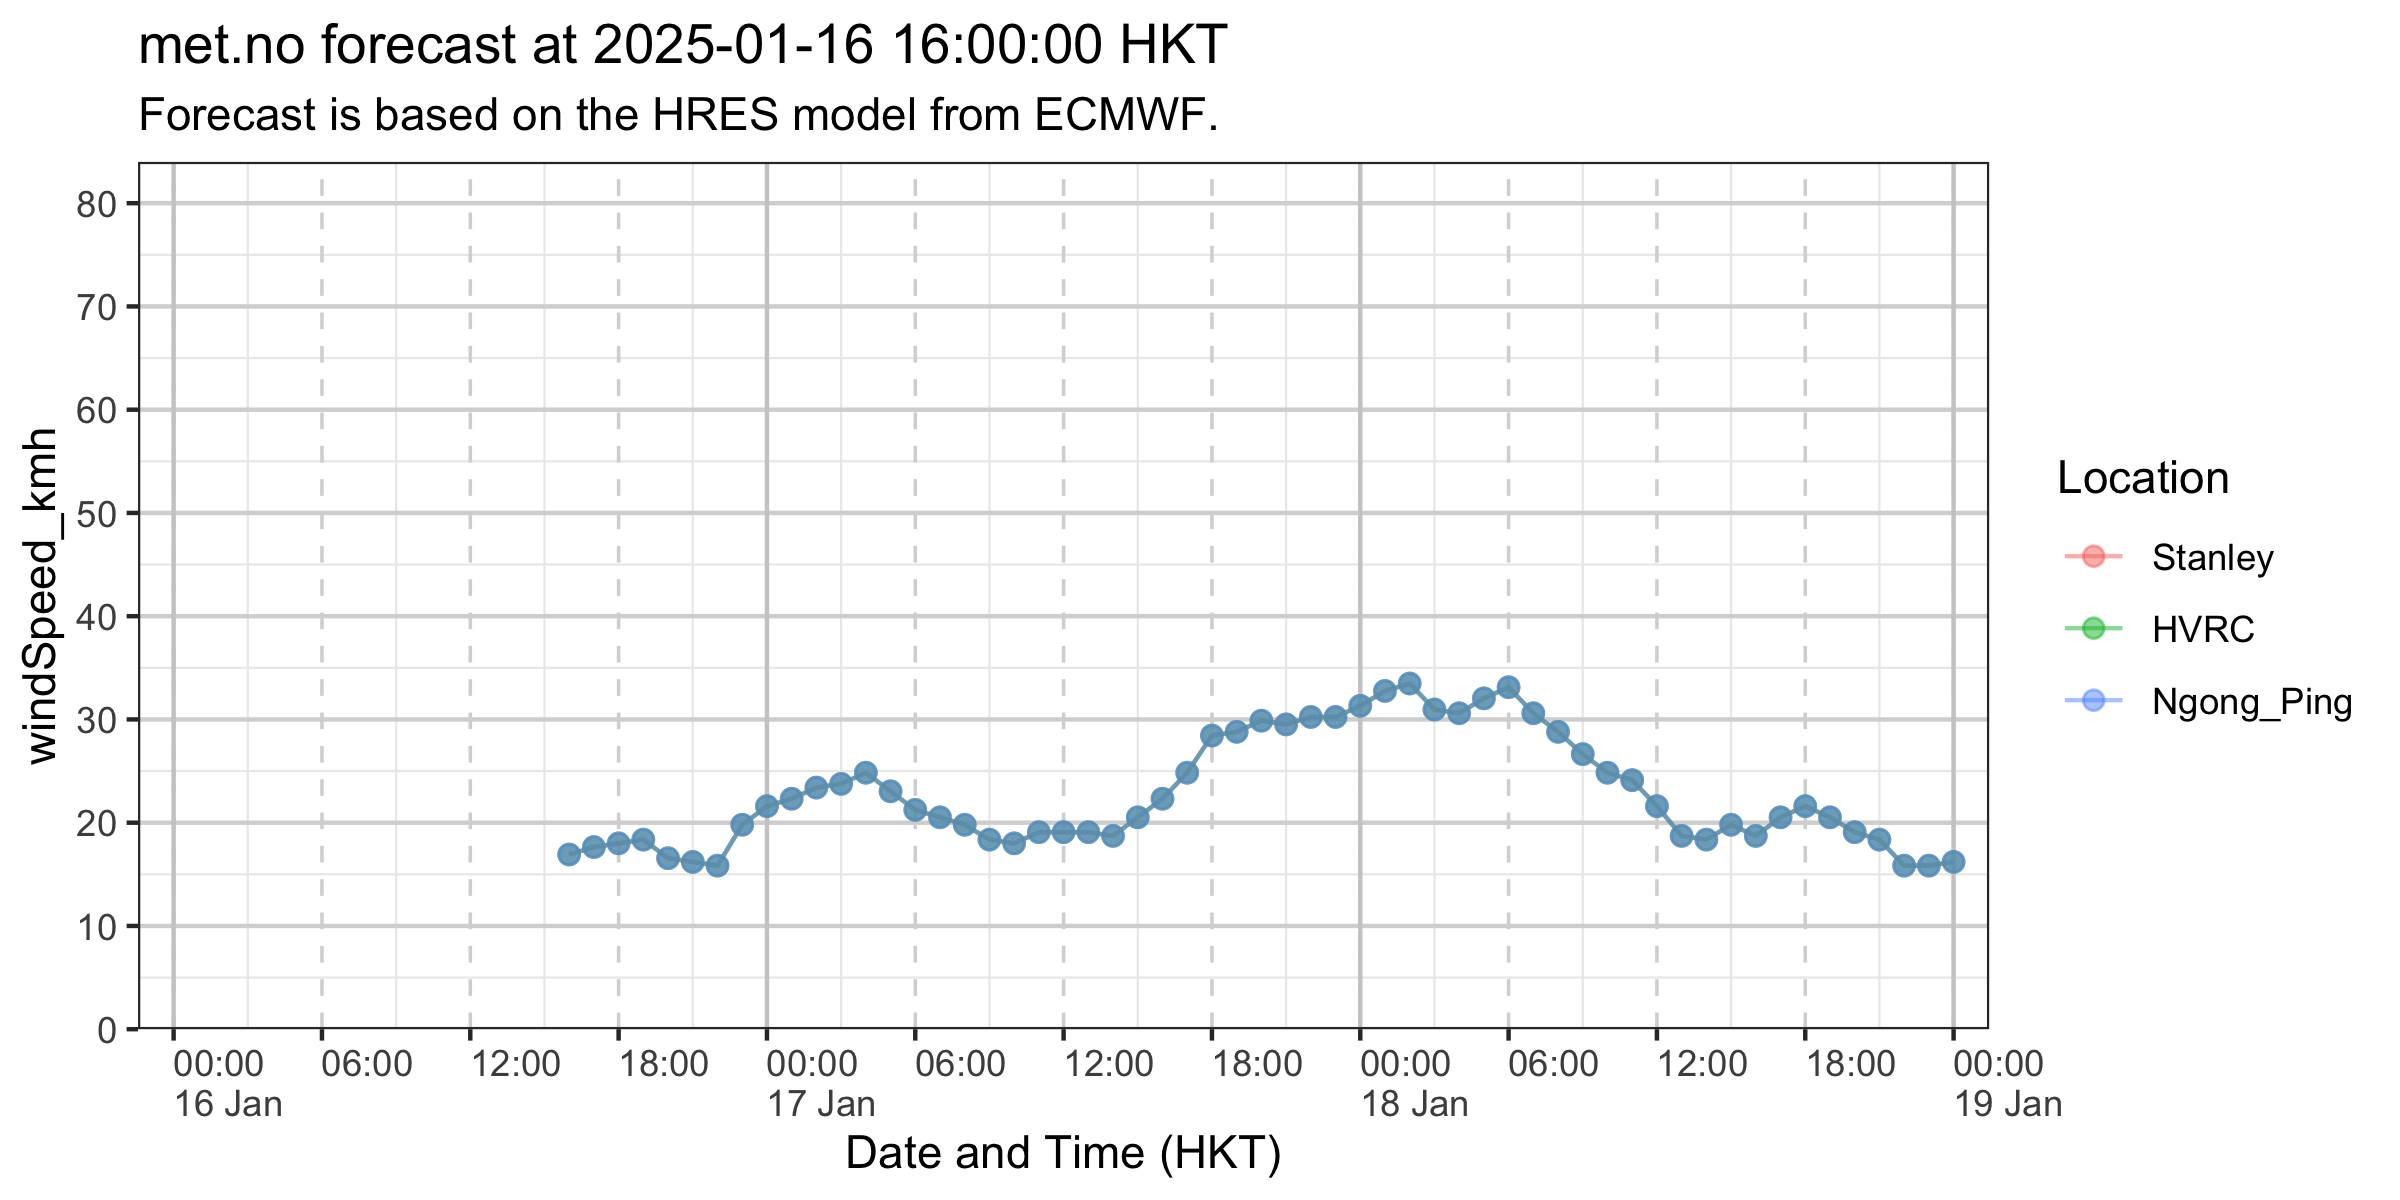 met.no forecast at 2025-01-16 16:00:00 HKT
Forecast is based on the HRES model from ECMWF.
windSpeed_kmh
80
70
60
50
40
30
20
10
0
00:00 06:00 12:00 18:00 00:00 06:00 12:00 18:00 00:00 06:00 12:00 18:00 00:00
16 Jan 17 Jan 18 Jan 19 Jan
Date and Time (HKT)
Location
Stanley
HVRC
Ngong_Ping